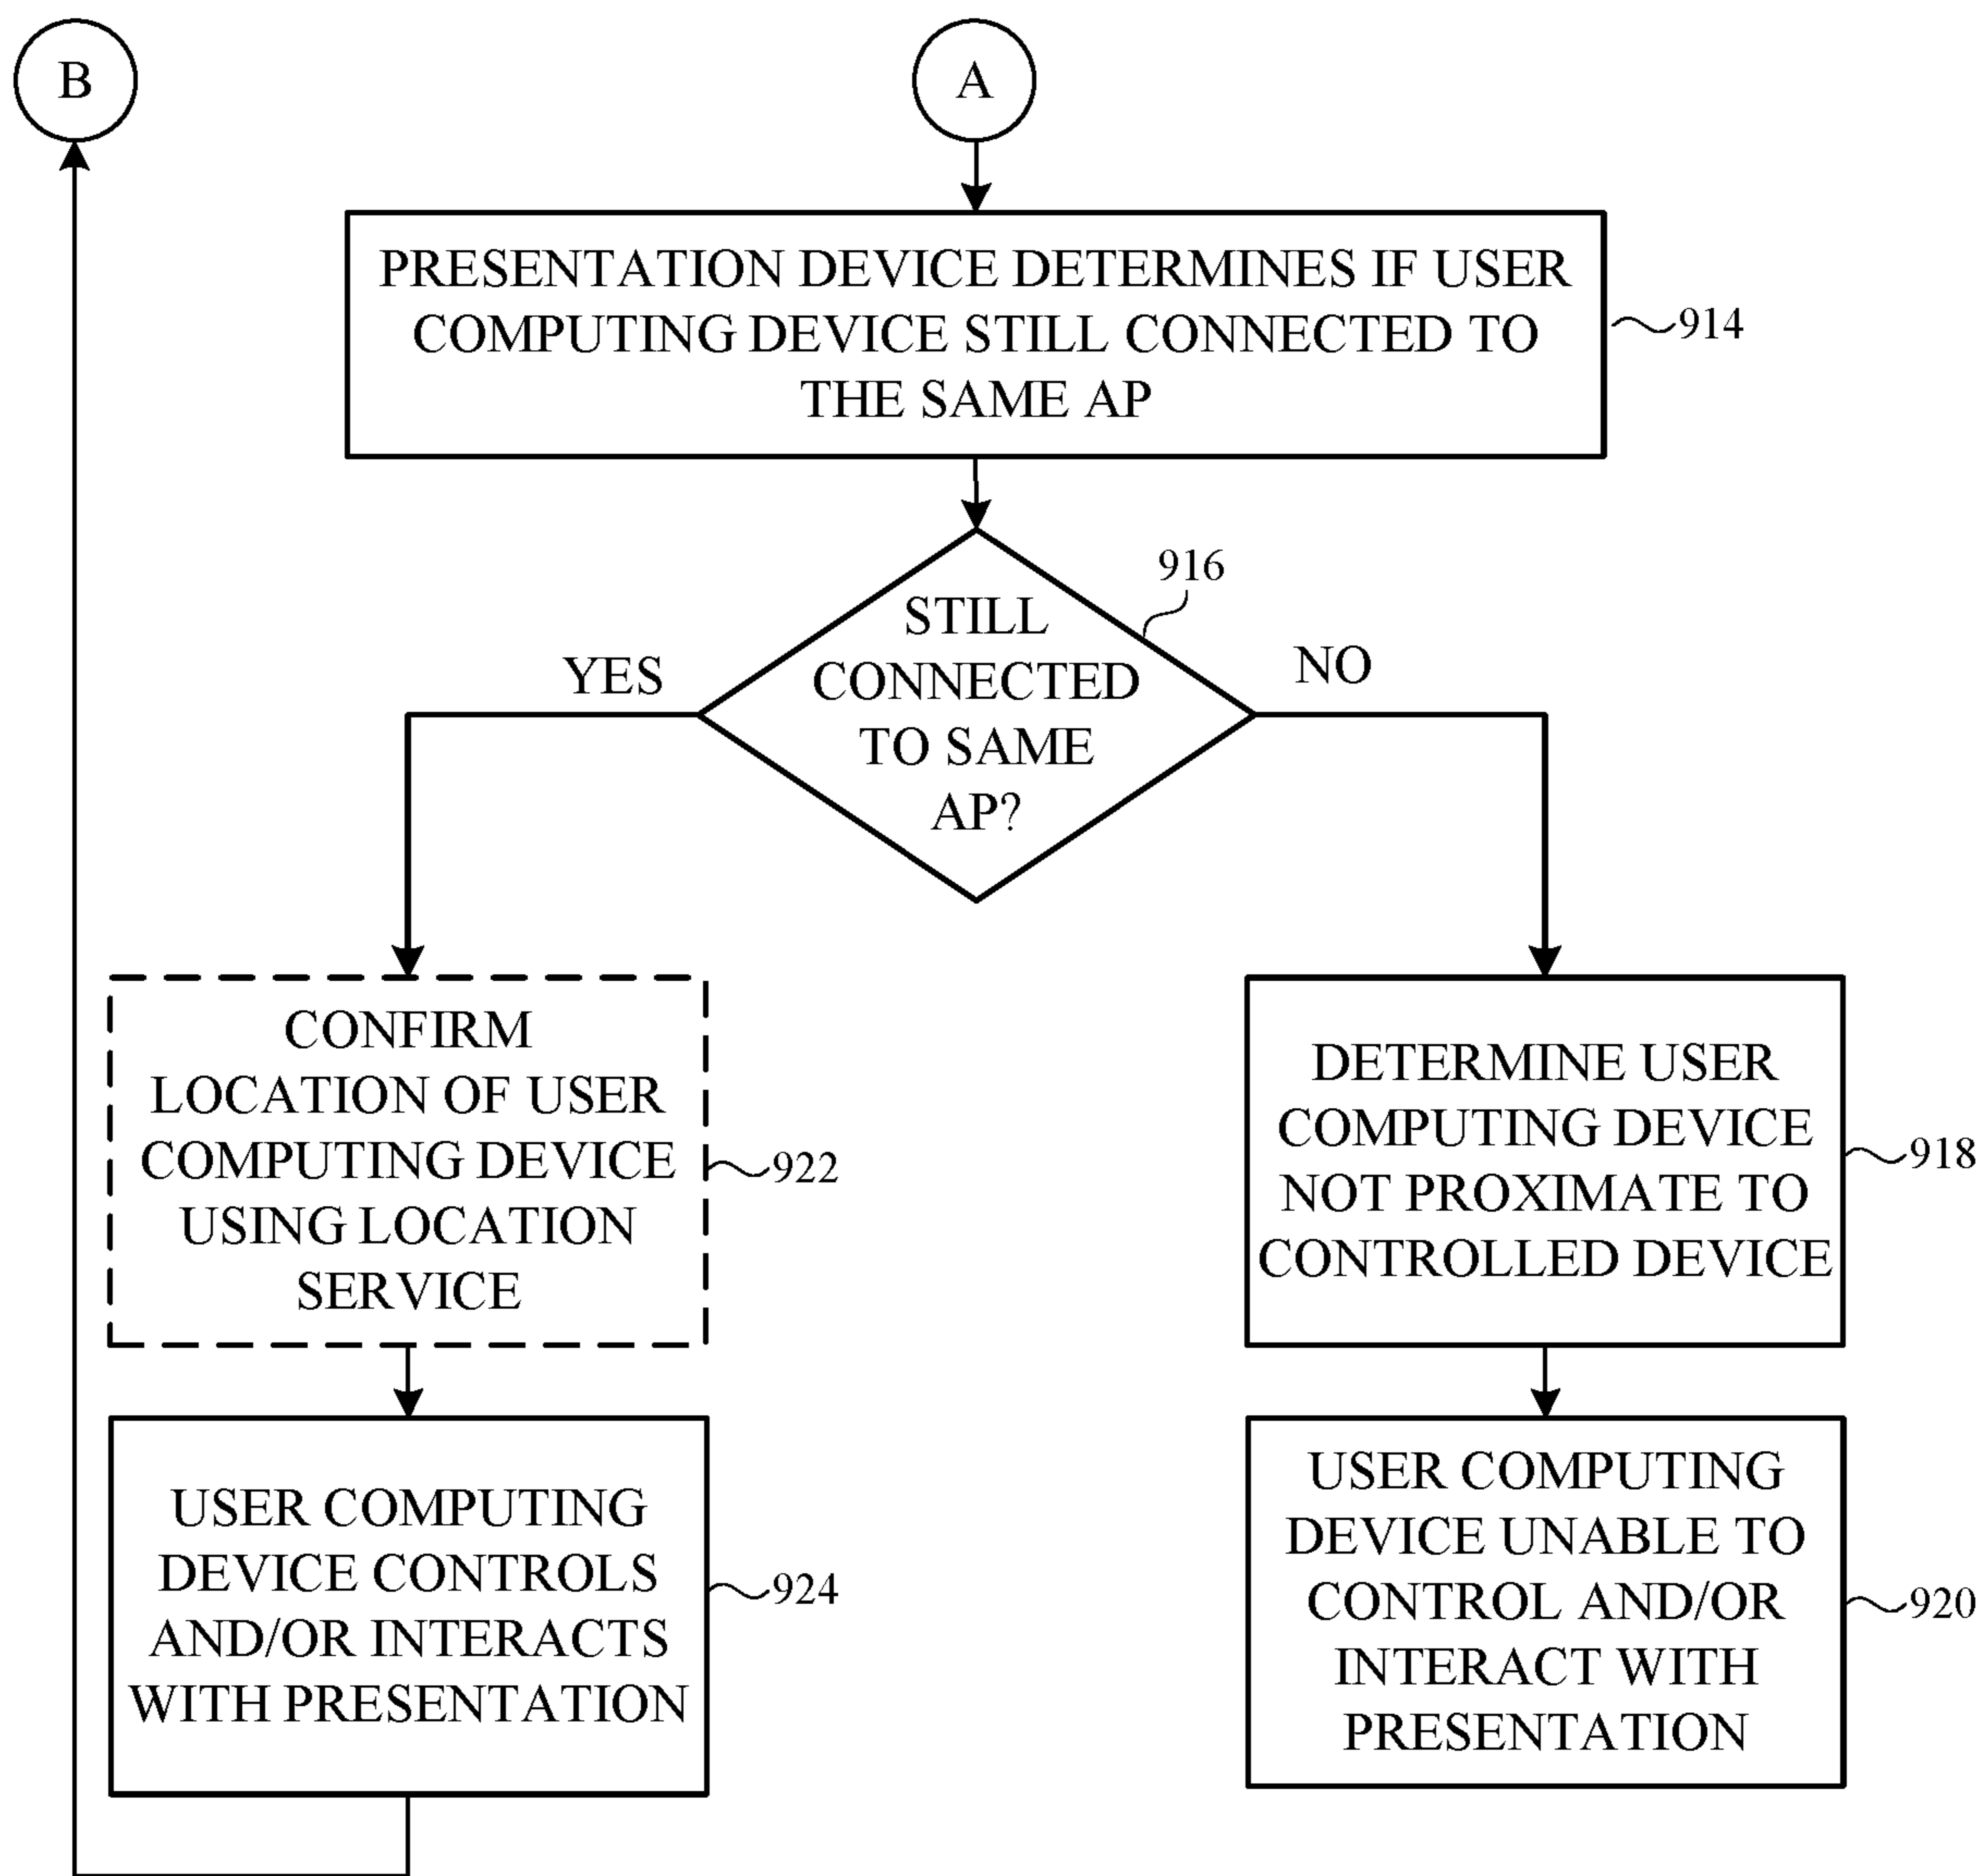 B
A
PRESENTATION DEVICE DETERMINES IF USER
COMPUTING DEVICE STILL CONNECTED TO
THE SAME AP
914
916
STILL
CONNECTED
TO SAME
AP?
YES
NO
CONFIRM
LOCATION OF USER
COMPUTING DEVICE
USING LOCATION
SERVICE
922
DETERMINE USER
COMPUTING DEVICE
NOT PROXIMATE TO
CONTROLLED DEVICE
918
USER COMPUTING
DEVICE CONTROLS
AND/OR INTERACTS
WITH PRESENTATION
924
USER COMPUTING
DEVICE UNABLE TO
CONTROL AND/OR
INTERACT WITH
PRESENTATION
920